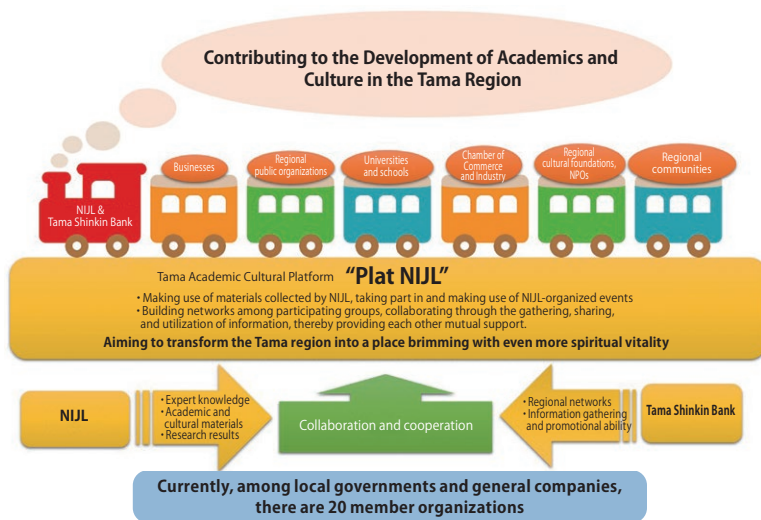 Contributing to the Development of Academics and
Culture in the Tama Region
NIJL &
Tama Shinkin Bank
Businesses
Regional
public organizations
Universities
and schools
Chamber of
Commerce
and Industry
Regional
cultural foundations,
NPOs
Regional
communities
Tama Academic Cultural Platform "Plat NIJL"
・Making use of materials collected by NIJL, taking part in and making use of NIJL-organized events
・Building networks among participating groups, collaborating through the gathering, sharing,
and utilization of information, thereby providing each other mutual support.
Aiming to transform the Tama region into a place brimming with even more spiritual vitality
NIJL
・Expert knowledge
・Academic and
cultural materials
・Research results
Collaboration and cooperation
・Regional networks
・Information gathering
and promotional ability
Tama Shinkin Bank
Currently, among local governments and general companies,
there are 20 member organizations